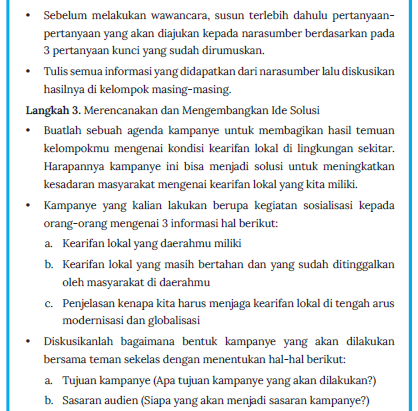 • Sebelum melakukan wawancara, susun terlebih dahulu pertanyaan-
pertanyaan yang akan diajukan kepada narasumber berdasarkan pada
3 pertanyaan kunci yang sudah dirumuskan.
• Tulis semua informasi yang didapatkan dari narasumber lalu diskusikan
hasilnya di kelompok masing-masing.
Langkah 3. Merencanakan dan Mengembangkan Ide Solusi
• Buatlah sebuah agenda kampanye untuk membagikan hasil temuan
kelompokmu mengenai kondisi kearifan lokal di lingkungan sekitar.
Harapannya kampanye ini bisa menjadi solusi untuk meningkatkan
kesadaran masyarakat mengenai kearifan lokal yang kita miliki.
• Kampanye yang kalian lakukan berupa kegiatan sosialisasi kepada
orang-orang mengenai 3 informasi hal berikut:
a. Kearifan lokal yang daerahmu miliki
b. Kearifan lokal yang masih bertahan dan yang sudah ditinggalkan
oleh masyarakat di daerahmu
c. Penjelasan kenapa kita harus menjaga kearifan lokal di tengah arus
modernisasi dan globalisasi
• Diskusikanlah bagaimana bentuk kampanye yang akan dilakukan
bersama teman sekelas dengan menentukan hal-hal berikut:
a. Tujuan kampanye (Apa tujuan kampanye yang akan dilakukan?)
b. Sasaran audien (Siapa yang akan menjadi sasaran kampanye?)